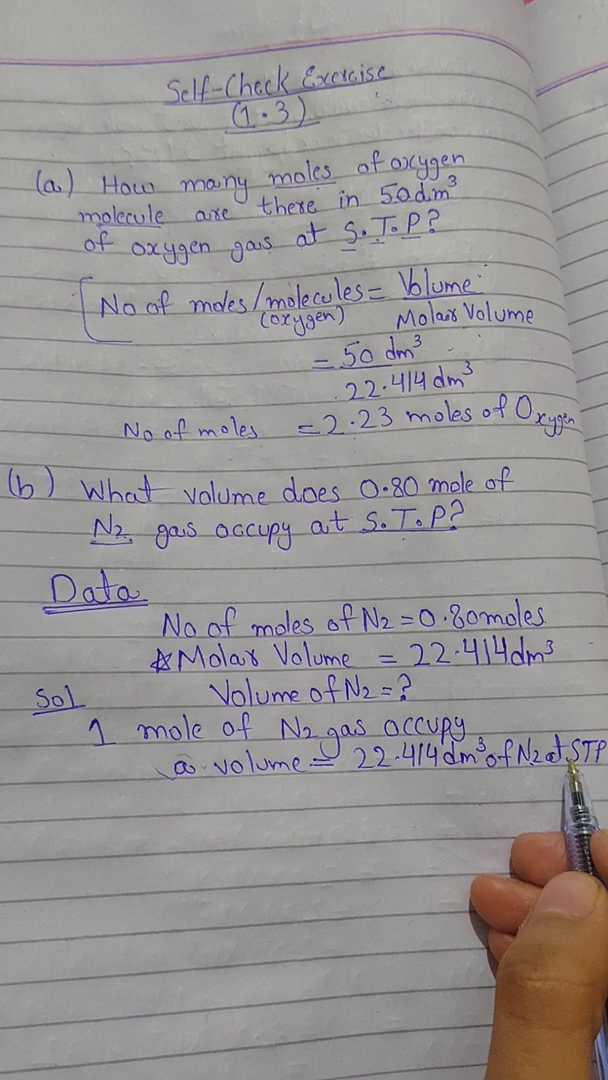 Self-Check Exercise
(1.3)
(a) How many moles of oxygen
molecule are there in 50dm³
of oxygen gas at S.T.P?
No of moles/molecules = Volume
(oxygen) Molar Volume
= 50 dm³
22.414 dm³
No of moles = 2.23 moles of Oxygen
(b) What volume does 0.80 mole of
N₂ gas occupy at S.T.P?
Data
No of moles of N₂ = 0.80moles
Molar Volume = 22.414dm³
Sol Volume of N₂ = ?
1 mole of N₂ gas occupy
a volume = 22.414dm³ of N₂ at STP